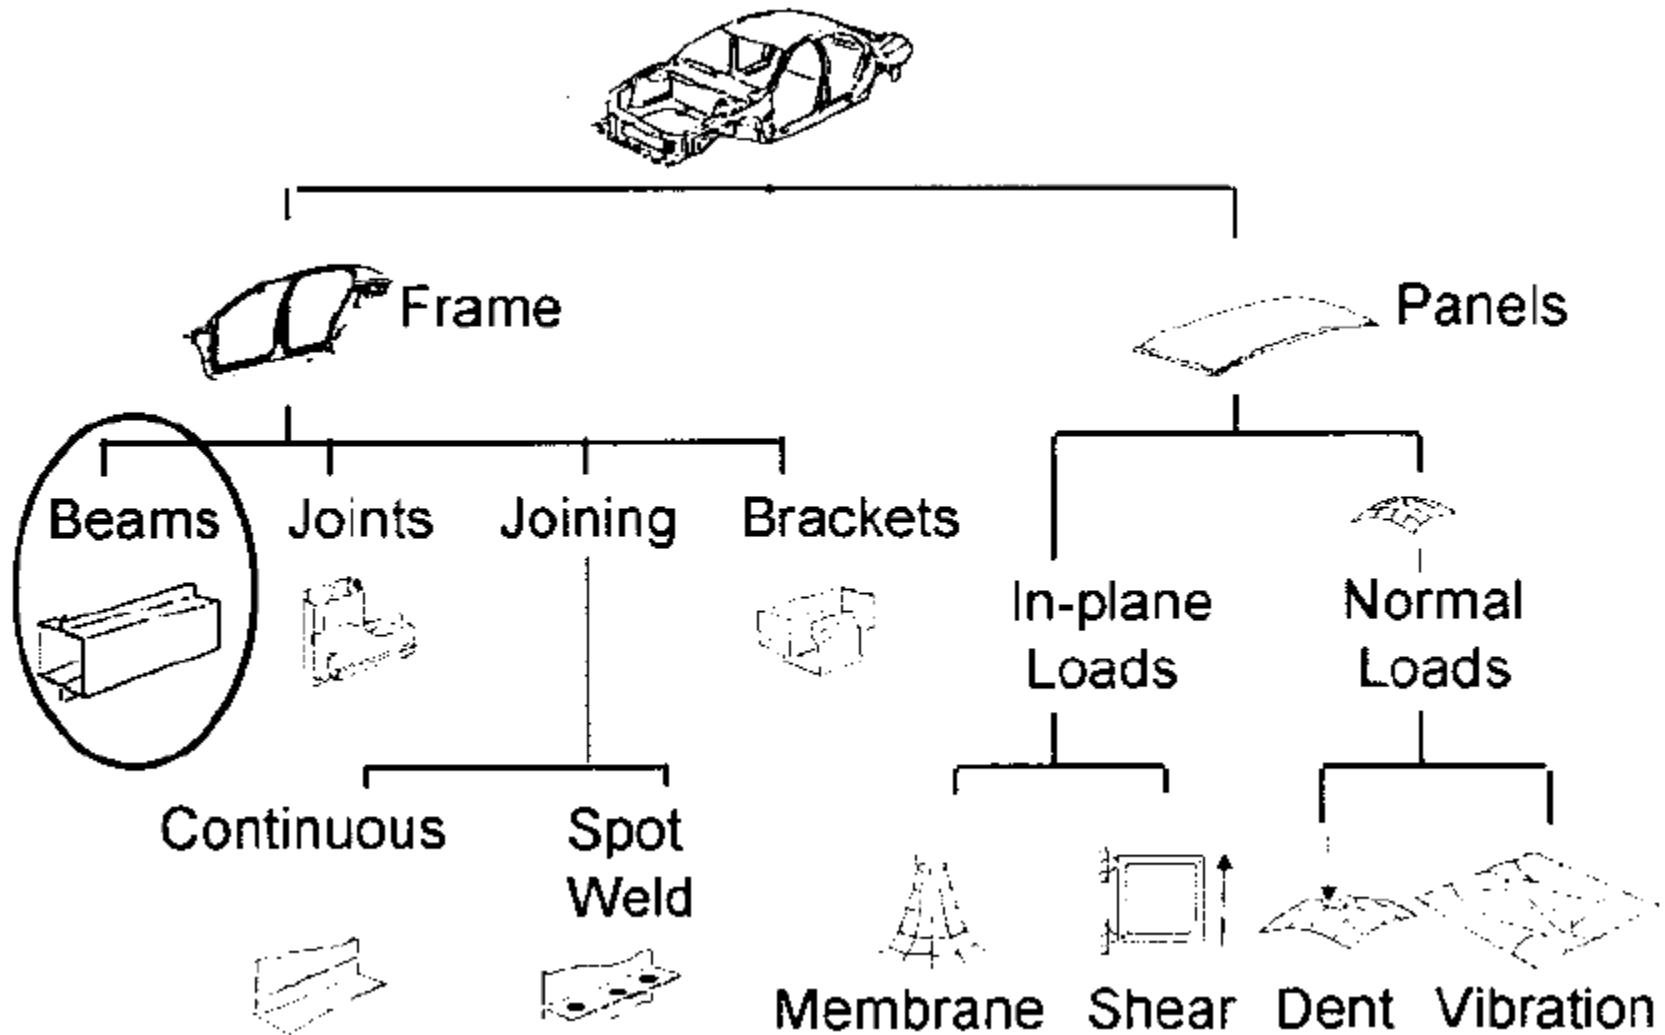 Frame
Panels
Beams
Joints
Joining
Brackets
In-plane
Loads
Normal
Loads
Continuous
Spot
Weld
Membrane
Shear
Dent
Vibration